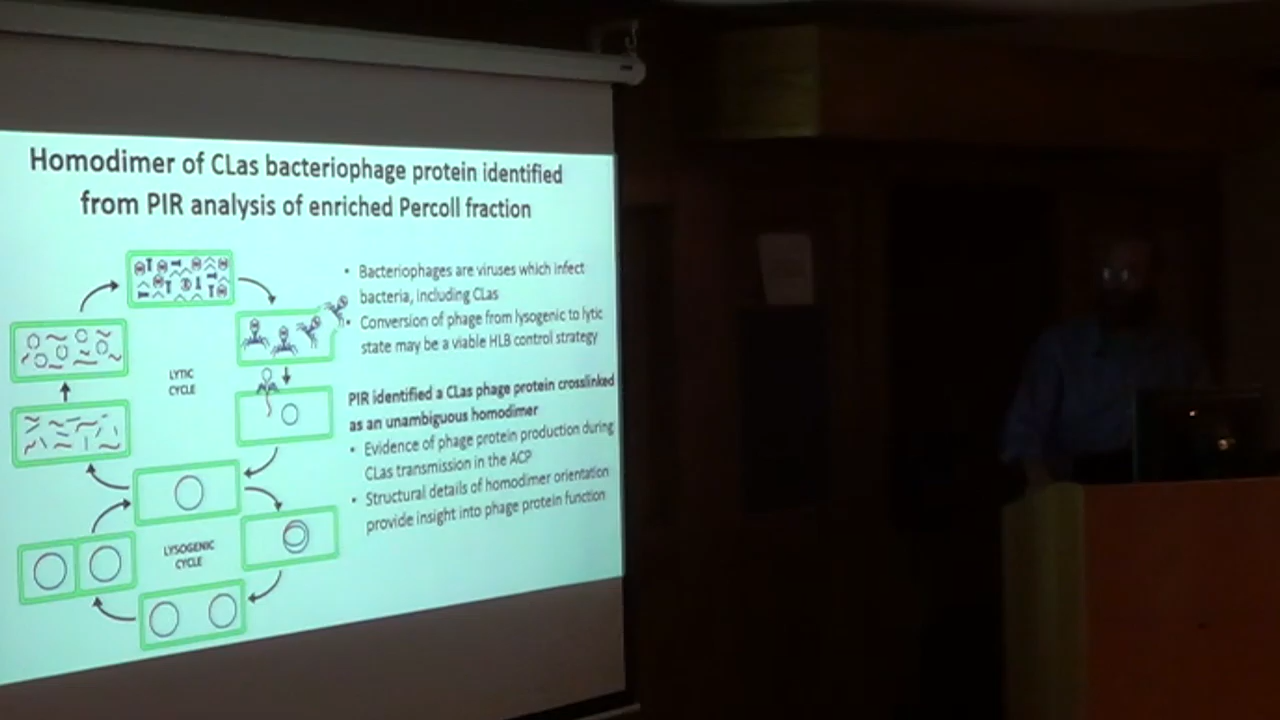 Homodimer of CLas bacteriophage protein identified
from PIR analysis of enriched Percoll fraction
• Bacteriophages are viruses which infect
bacteria, including CLas
• Conversion of phage from lysogenic to lytic
state may be a viable HLB control strategy
LYTIC
CYCLE
PIR identified a CLas phage protein crosslinked
as an unambiguous homodimer
• Evidence of phage protein production during
CLas transmission in the ACP
• Structural details of homodimer orientation
provide insight into phage protein function
LYSOGENIC
CYCLE